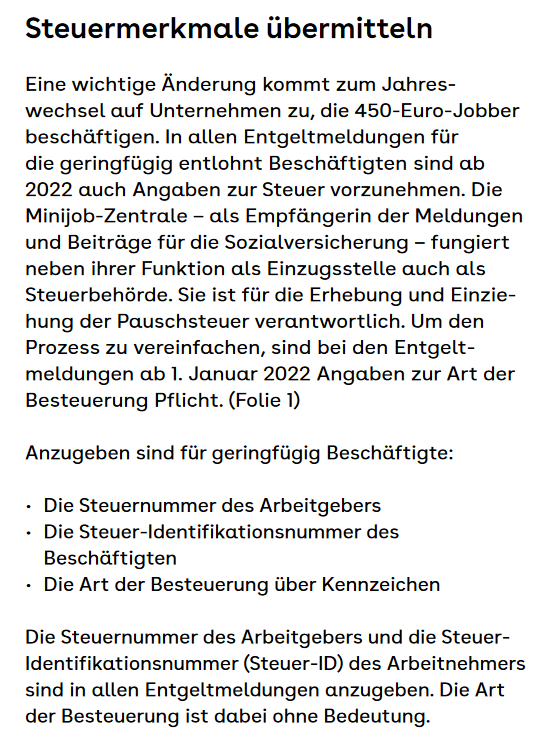 Steuermerkmale übermitteln
Eine wichtige Änderung kommt zum Jahres-
wechsel auf Unternehmen zu, die 450-Euro-Jobber
beschäftigen. In allen Entgeltmeldungen für
die geringfügig entlohnt Beschäftigten sind ab
2022 auch Angaben zur Steuer vorzunehmen. Die
Minijob-Zentrale – als Empfängerin der Meldungen
und Beiträge für die Sozialversicherung – fungiert
neben ihrer Funktion als Einzugsstelle auch als
Steuerbehörde. Sie ist für die Erhebung und Einzie-
hung der Pauschsteuer verantwortlich. Um den
Prozess zu vereinfachen, sind bei den Entgelt-
meldungen ab 1. Januar 2022 Angaben zur Art der
Besteuerung Pflicht. (Folie 1)
Anzugeben sind für geringfügig Beschäftigte:
• Die Steuernummer des Arbeitgebers
• Die Steuer-Identifikationsnummer des
Beschäftigten
• Die Art der Besteuerung über Kennzeichen
Die Steuernummer des Arbeitgebers und die Steuer-
Identifikationsnummer (Steuer-ID) des Arbeitnehmers
sind in allen Entgeltmeldungen anzugeben. Die Art
der Besteuerung ist dabei ohne Bedeutung.